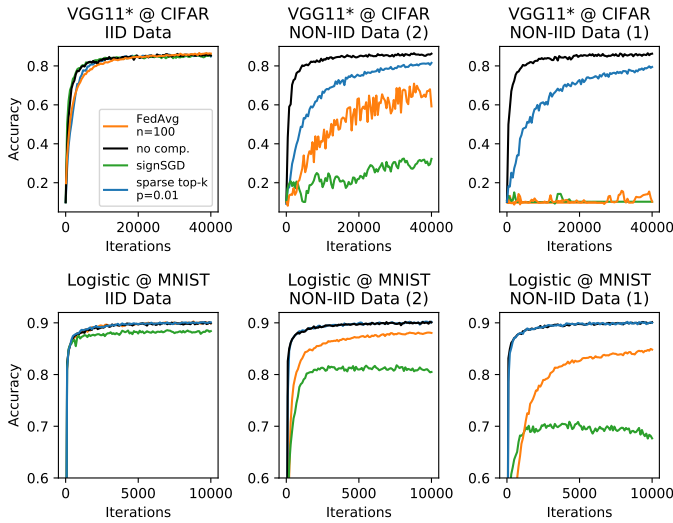 VGG11* @ CIFAR
IID Data
VGG11* @ CIFAR
NON-IID Data (2)
VGG11* @ CIFAR
NON-IID Data (1)
Accuracy
0.8
0.6
0.4
0.2
FedAvg
n=100
no comp.
signSGD
sparse top-k
p=0.01
0 20000 40000
Iterations
0.8
0.6
0.4
0.2
0 20000 40000
Iterations
0.8
0.6
0.4
0.2
0 20000 40000
Iterations
Logistic @ MNIST
IID Data
Logistic @ MNIST
NON-IID Data (2)
Logistic @ MNIST
NON-IID Data (1)
Accuracy
0.9
0.8
0.7
0.6
0 5000 10000
Iterations
0.9
0.8
0.7
0.6
0 5000 10000
Iterations
0.9
0.8
0.7
0.6
0 5000 10000
Iterations